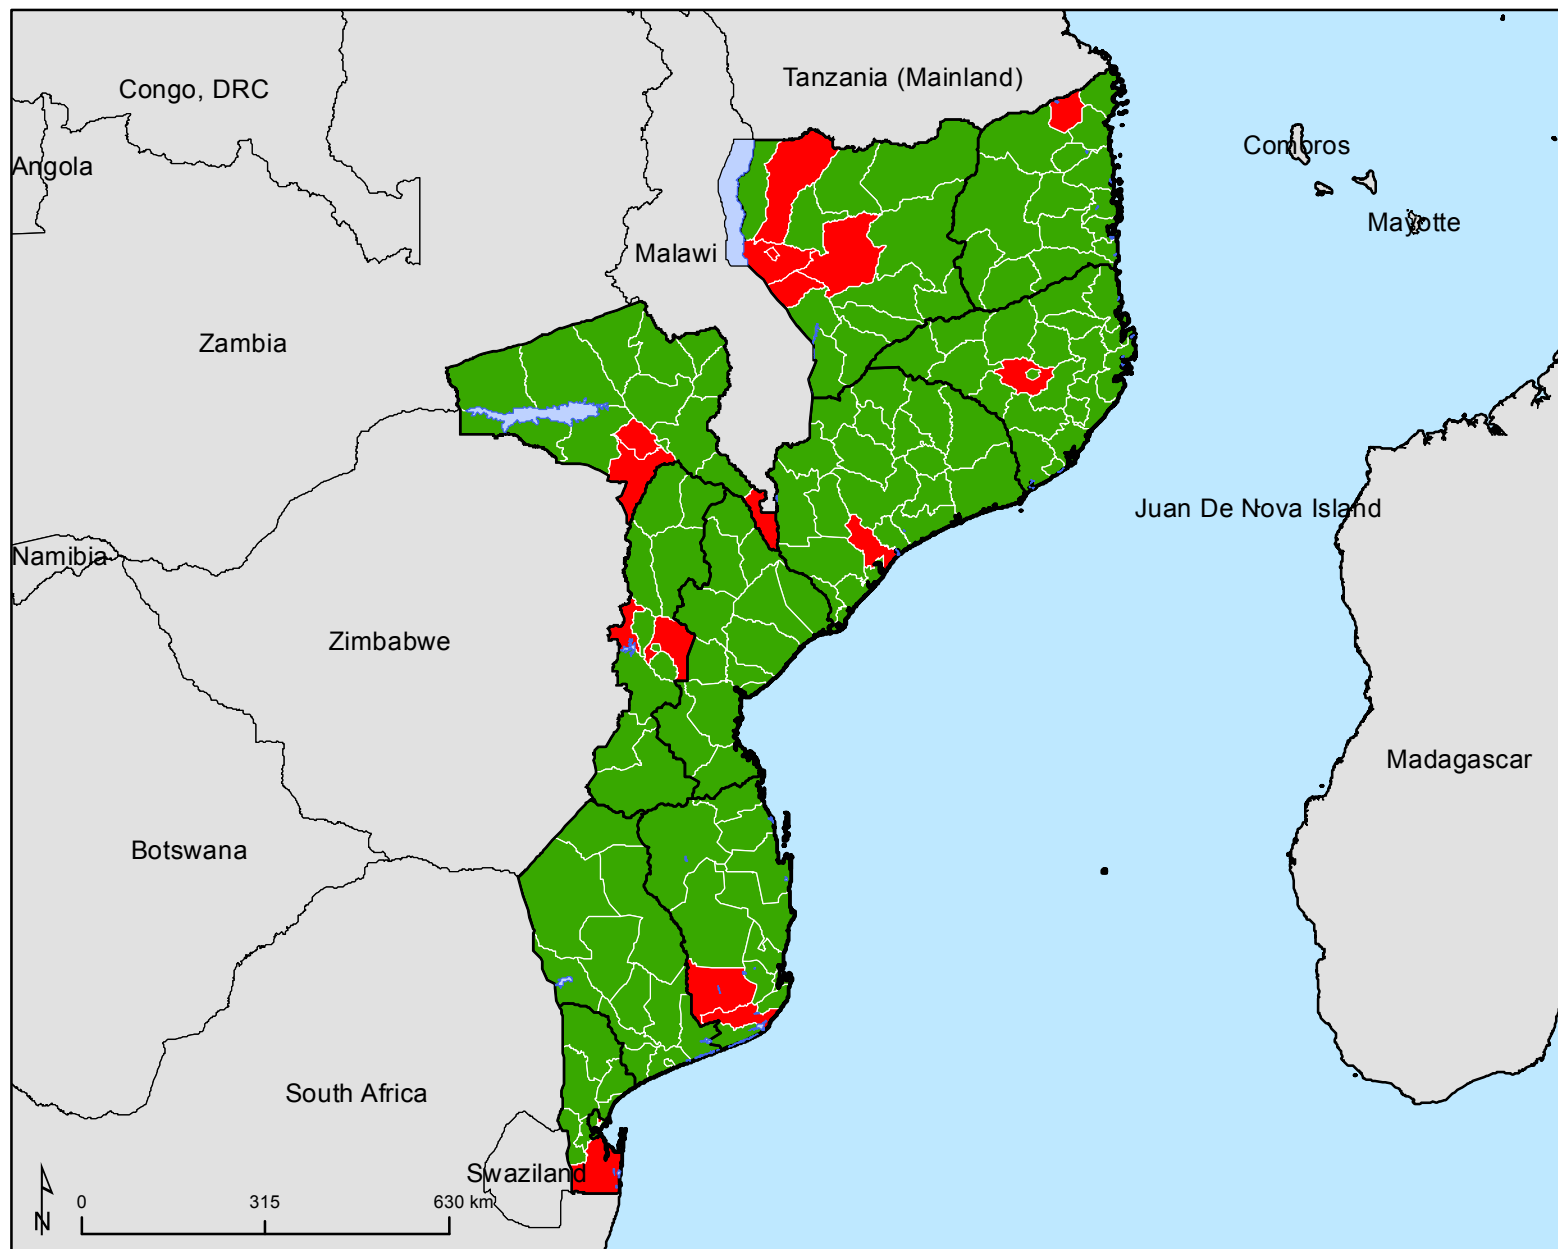 Tanzania (Mainland)
Congo, DRC
Comoros
Angola
Mayotte
Malawi
Zambia
Juan De Nova Island
Namibia
Zimbabwe
Madagascar
Botswana
South Africa
Swaziland
0 315 630 km
N